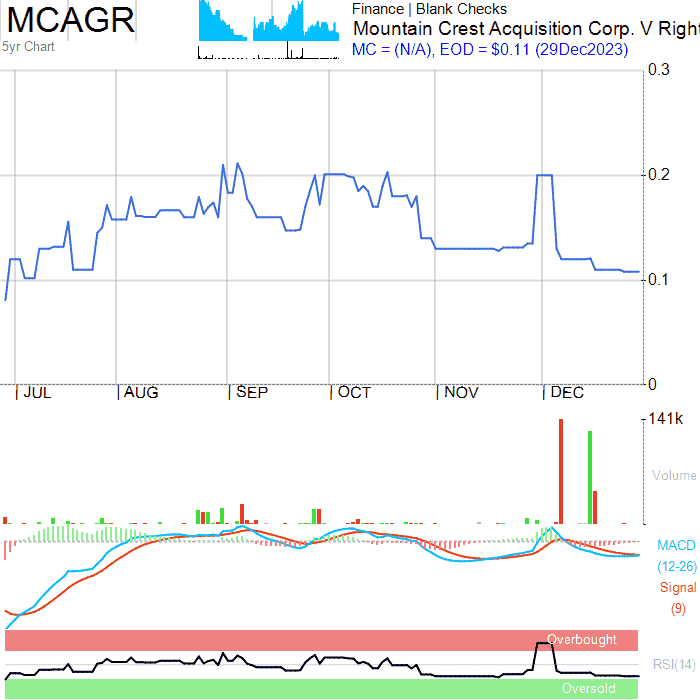 MCAGR
5yr Chart
Finance | Blank Checks
Mountain Crest Acquisition Corp. V Right
MC = (N/A), EOD = $0.11 (29Dec2023)
0.3
0.2
0.1
0
| JUL | AUG | SEP | OCT | NOV | DEC
141k
Volume
MACD
(12-26)
Signal
(9)
Overbought
RSI(14)
Oversold